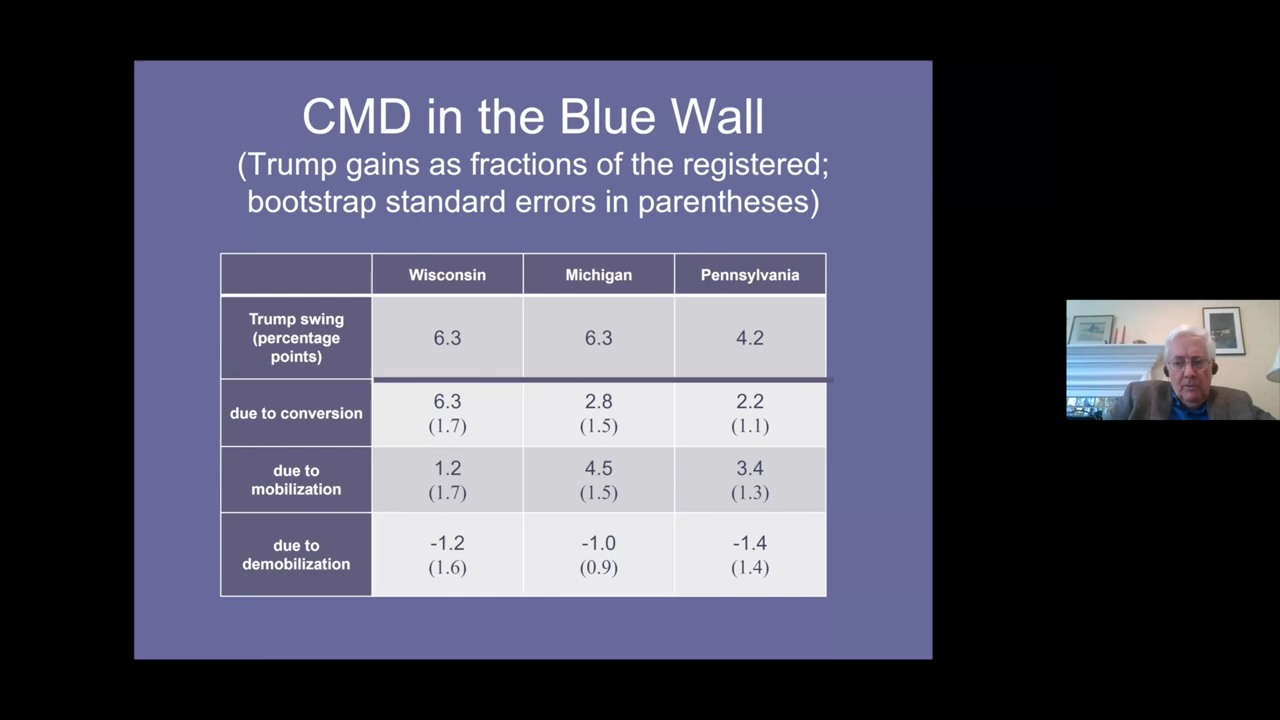 CMD in the Blue Wall
(Trump gains as fractions of the registered;
bootstrap standard errors in parentheses)
Wisconsin Michigan Pennsylvania
Trump swing
(percentage
points)
6.3 6.3 4.2
due to conversion
6.3 2.8 2.2
(1.7) (1.5) (1.1)
due to
mobilization
1.2 4.5 3.4
(1.7) (1.5) (1.3)
due to
demobilization
-1.2 -1.0 -1.4
(1.6) (0.9) (1.4)